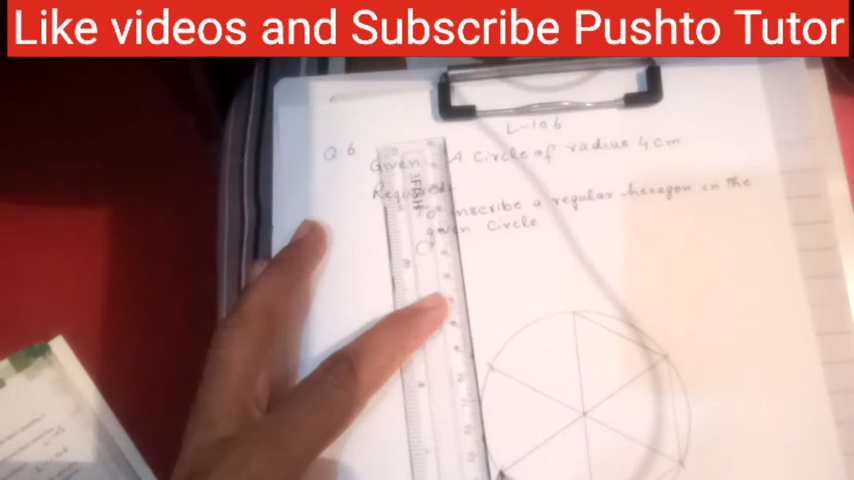 Like videos and Subscribe Pushto Tutor
L-106
Q.6
Given: A Circle of radius 4cm
Required:
To inscribe a regular hexagon in the
given Circle